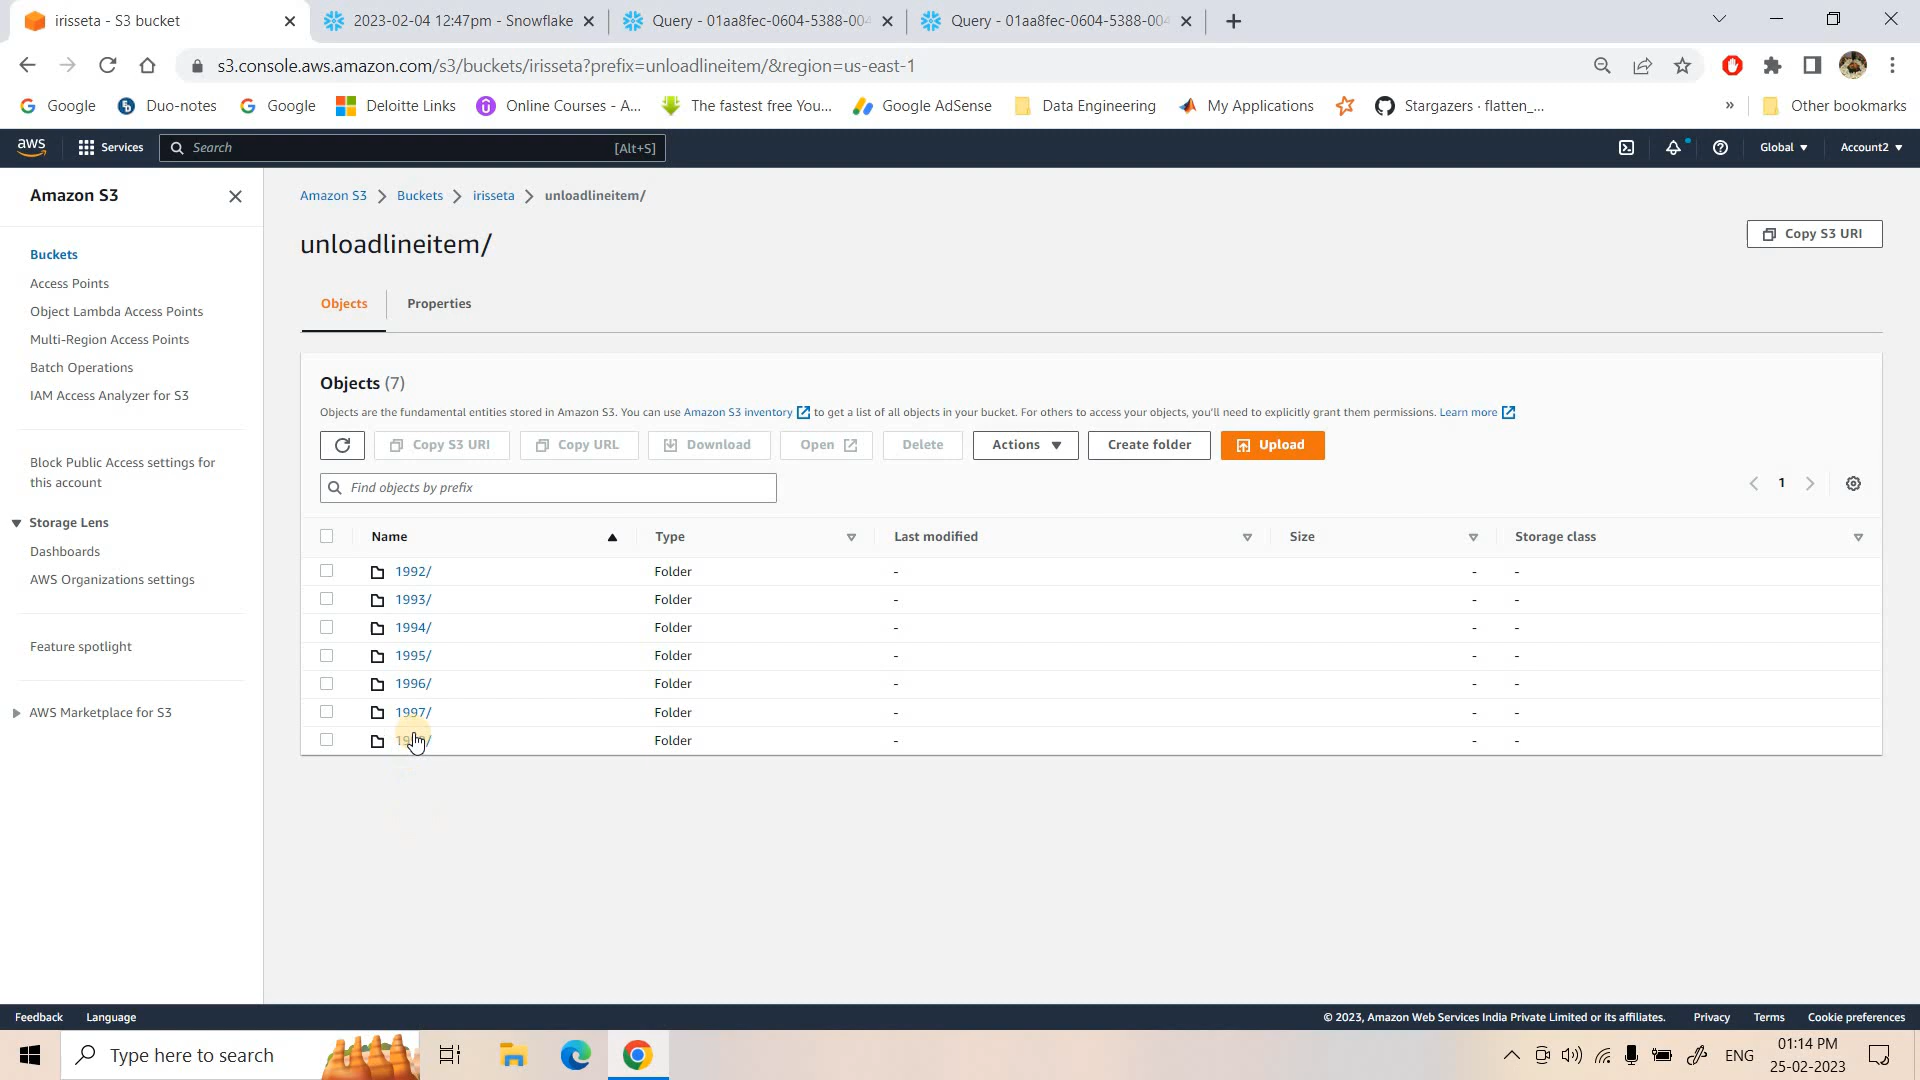 irisseta - S3 bucket
2023-02-04 12:47pm - Snowflake
Query - 01aa8fec-0604-5388-004
Query - 01aa8fec-0604-5388-004
s3.console.aws.amazon.com/s3/buckets/irisseta?prefix=unloadlineitem/&region=us-east-1
Google
Duo-notes
Google
Deloitte Links
Online Courses - A...
The fastest free You...
Google AdSense
Data Engineering
My Applications
Stargazers · flatten_...
»
Other bookmarks
aws
Services
Search
[Alt+S]
Global
Account2
Amazon S3
Buckets
Access Points
Object Lambda Access Points
Multi-Region Access Points
Batch Operations
IAM Access Analyzer for S3
Block Public Access settings for
this account
Storage Lens
Dashboards
AWS Organizations settings
Feature spotlight
AWS Marketplace for S3
Amazon S3 > Buckets > irisseta > unloadlineitem/
unloadlineitem/
Copy S3 URI
Objects
Properties
Objects (7)
Objects are the fundamental entities stored in Amazon S3. You can use Amazon S3 inventory to get a list of all objects in your bucket. For others to access your objects, you'll need to explicitly grant them permissions. Learn more
Copy S3 URI
Copy URL
Download
Open
Delete
Actions
Create folder
Upload
Find objects by prefix
1
Name Type Last modified Size Storage class
1992/ Folder - - -
1993/ Folder - - -
1994/ Folder - - -
1995/ Folder - - -
1996/ Folder - - -
1997/ Folder - - -
Folder - - -
Feedback
Language
© 2023, Amazon Web Services India Private Limited or its affiliates.
Privacy
Terms
Cookie preferences
Type here to search
ENG
01:14 PM
25-02-2023